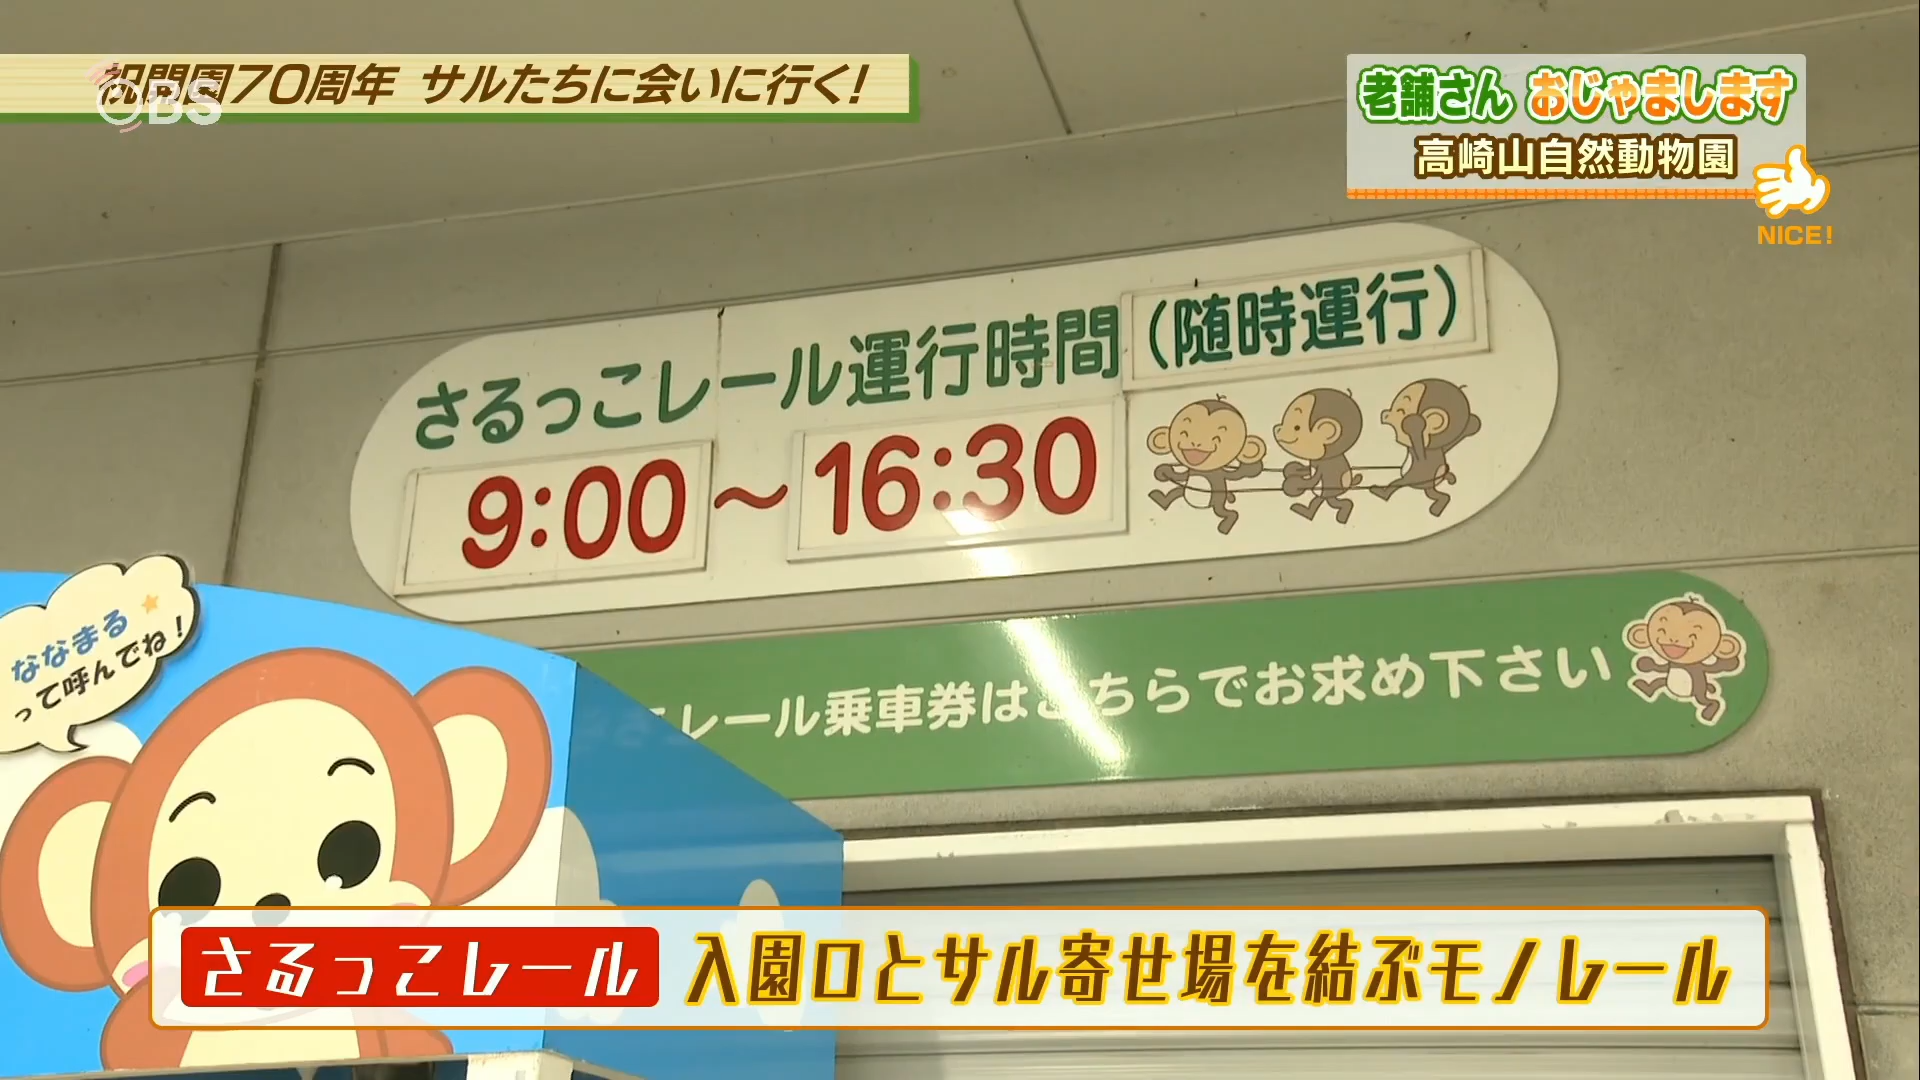 祝開園70周年 サルたちに会いに行く!
OBS
老舗さん おじゃまします
高崎山自然動物園
NICE!
さるっこレール運行時間(随時運行)
9:00～16:30
ななまる
って呼んでね!
こレール乗車券はこちらでお求め下さい
さるっこレール 入園口とサル寄せ場を結ぶモノレール